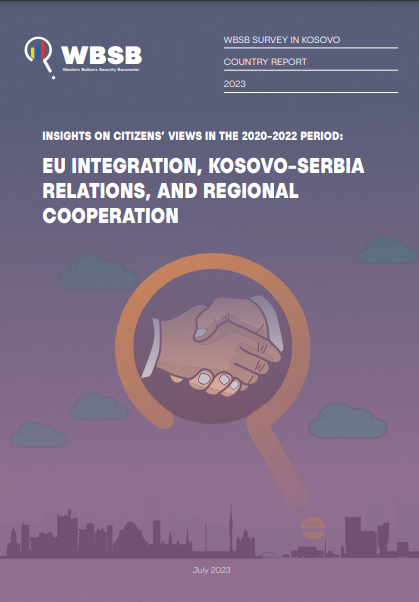 WBSB
Western Balkans Security Barometer
WBSB SURVEY IN KOSOVO
COUNTRY REPORT
2023
INSIGHTS ON CITIZENS' VIEWS IN THE 2020-2022 PERIOD:
EU INTEGRATION, KOSOVO-SERBIA
RELATIONS, AND REGIONAL
COOPERATION
July 2023